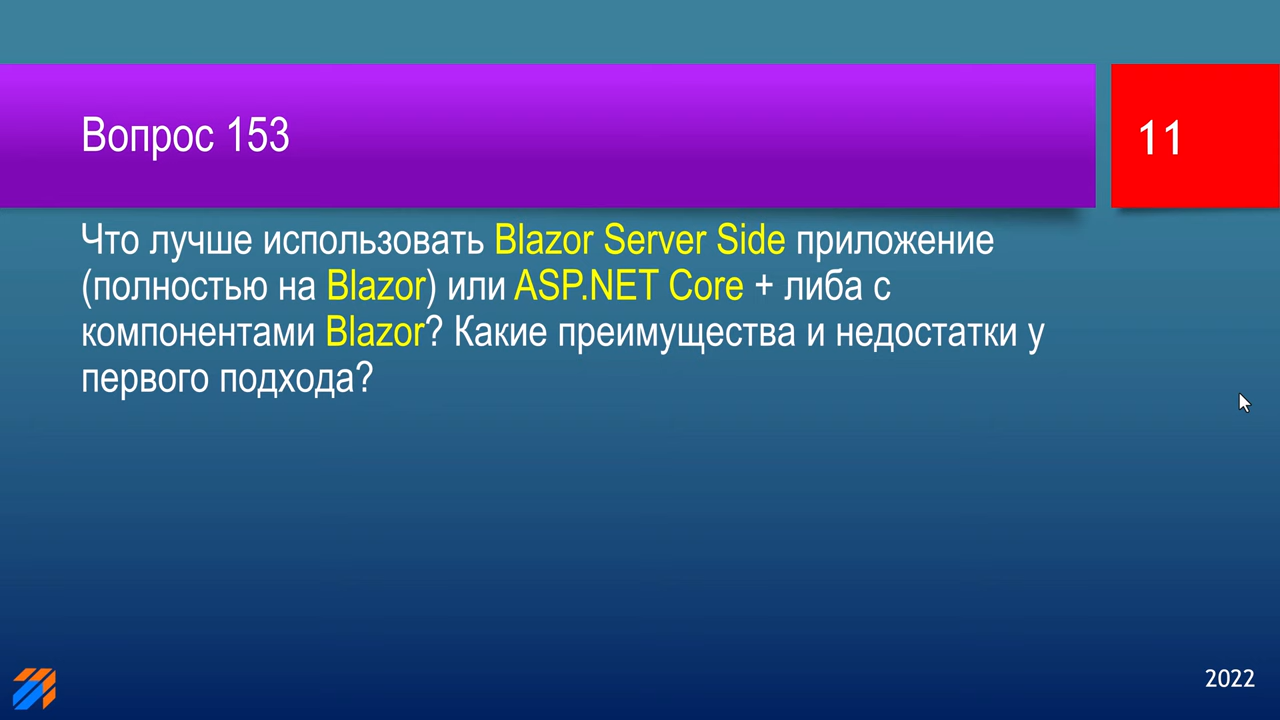 Вопрос 153
11
Что лучше использовать Blazor Server Side приложение
(полностью на Blazor) или ASP.NET Core + либа с
компонентами Blazor? Какие преимущества и недостатки у
первого подхода?
2022